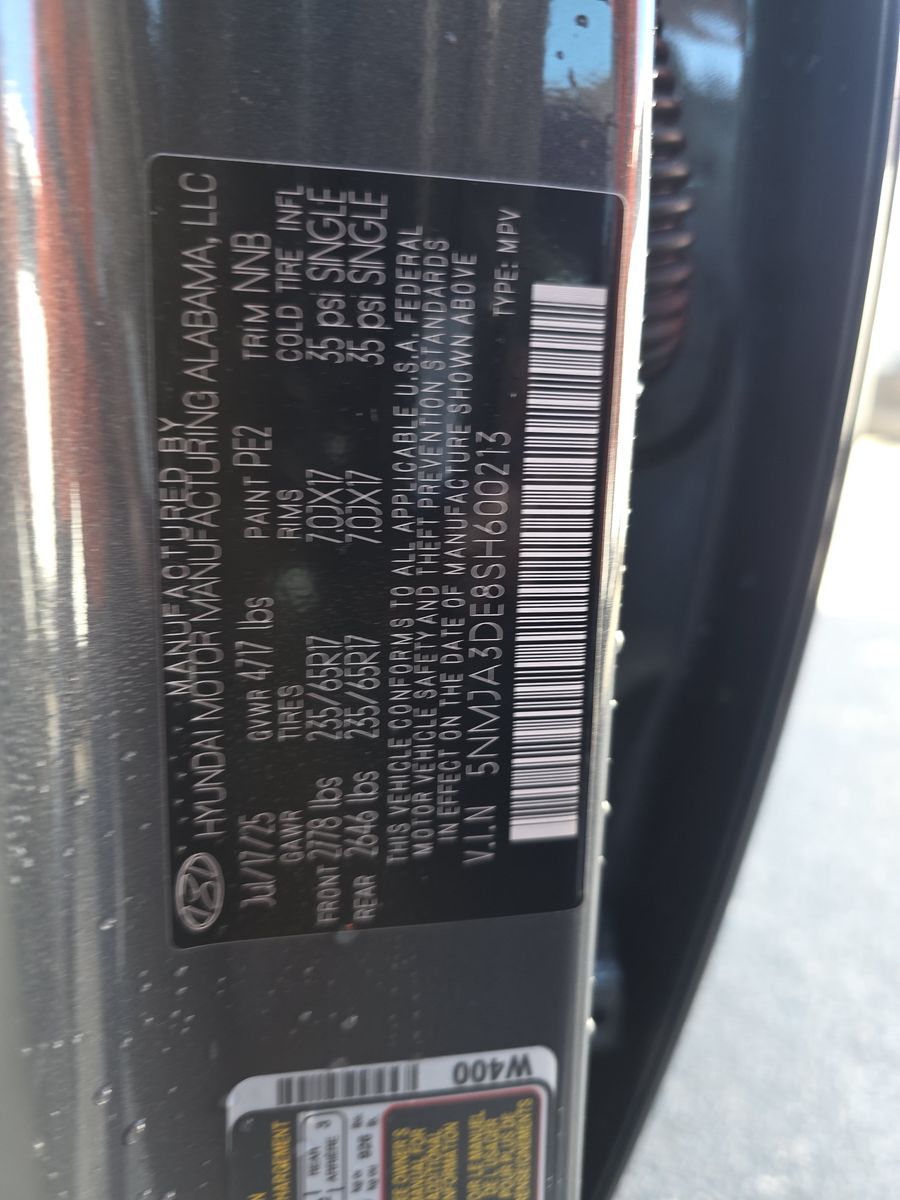 MANUFACTURED BY
HYUNDAI MOTOR MANUFACTURING ALABAMA, LLC
Jul/17/25 GVWR 4717 lbs PAINT PE2 TRIM NNB
GAWR TIRES RIMS COLD TIRE INFL
FRONT 2778 lbs 235/65R17 7.0JX17 35 psi SINGLE
REAR 2646 lbs 235/65R17 7.0JX17 35 psi SINGLE
THIS VEHICLE CONFORMS TO ALL APPLICABLE U.S.A. FEDERAL
MOTOR VEHICLE SAFETY AND THEFT PREVENTION STANDARDS
IN EFFECT ON THE DATE OF MANUFACTURE SHOWN ABOVE
V.I.N 5NMJA3DE8SH600213 TYPE: MPV
W400
REAR